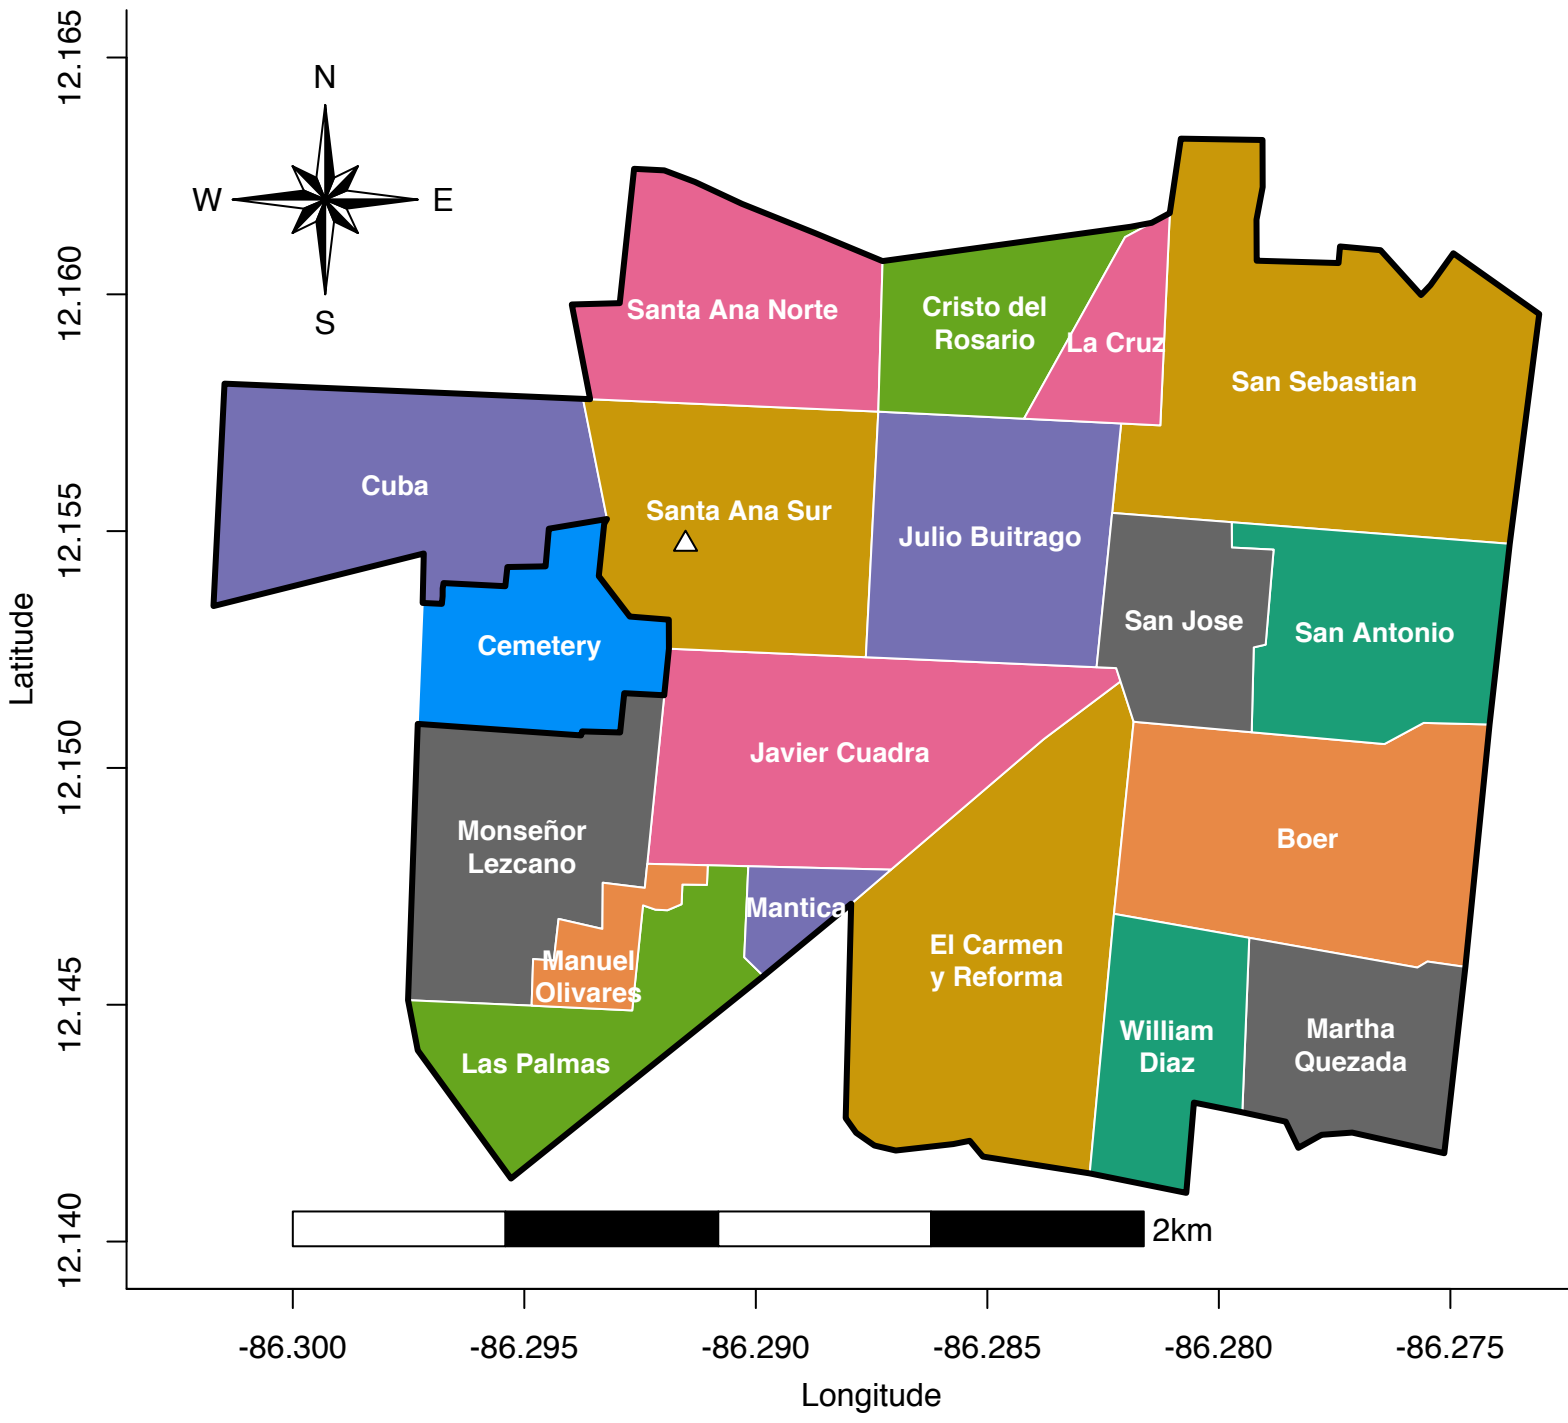 12.165
12.160
12.155
12.150
12.145
12.140
Latitude
N
W
E
S
Santa Ana Norte
Cristo del
Rosario
La Cruz
San Sebastian
Cuba
Santa Ana Sur
Julio Buitrago
San Jose
San Antonio
Cemetery
Javier Cuadra
Monseñor
Lezcano
Boer
Mantica
Manuel
Olivares
El Carmen
y Reforma
William
Diaz
Martha
Quezada
Las Palmas
2km
-86.300
-86.295
-86.290
-86.285
-86.280
-86.275
Longitude